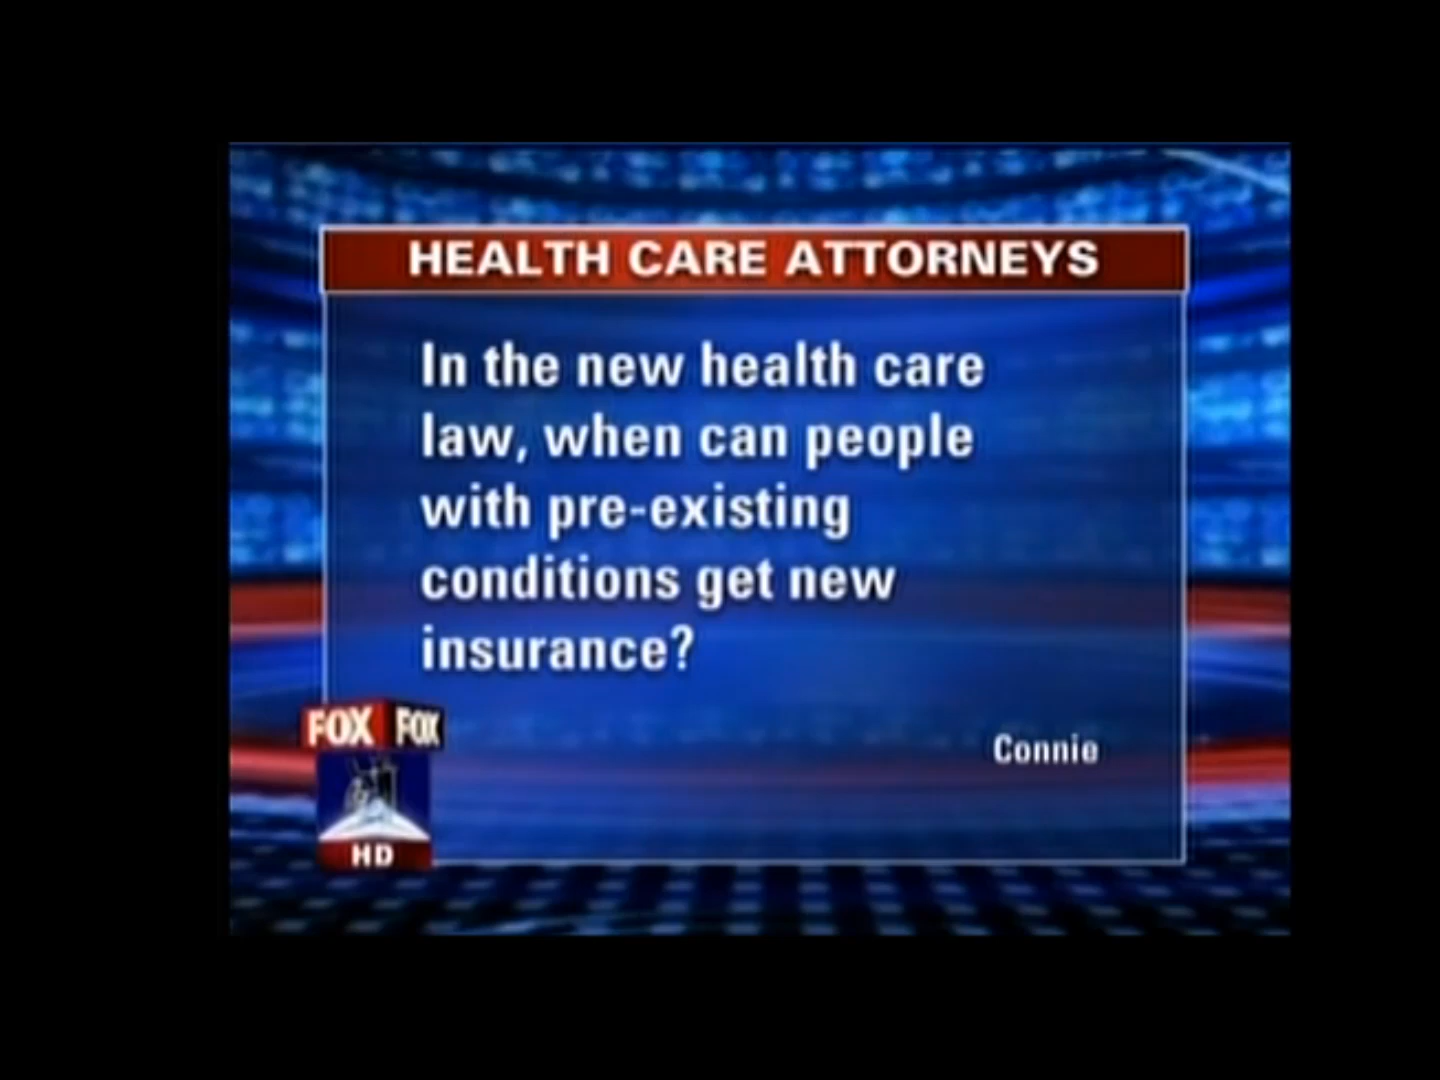 HEALTH CARE ATTORNEYS
In the new health care
law, when can people
with pre-existing
conditions get new
insurance?
Connie
FOX FOX
HD